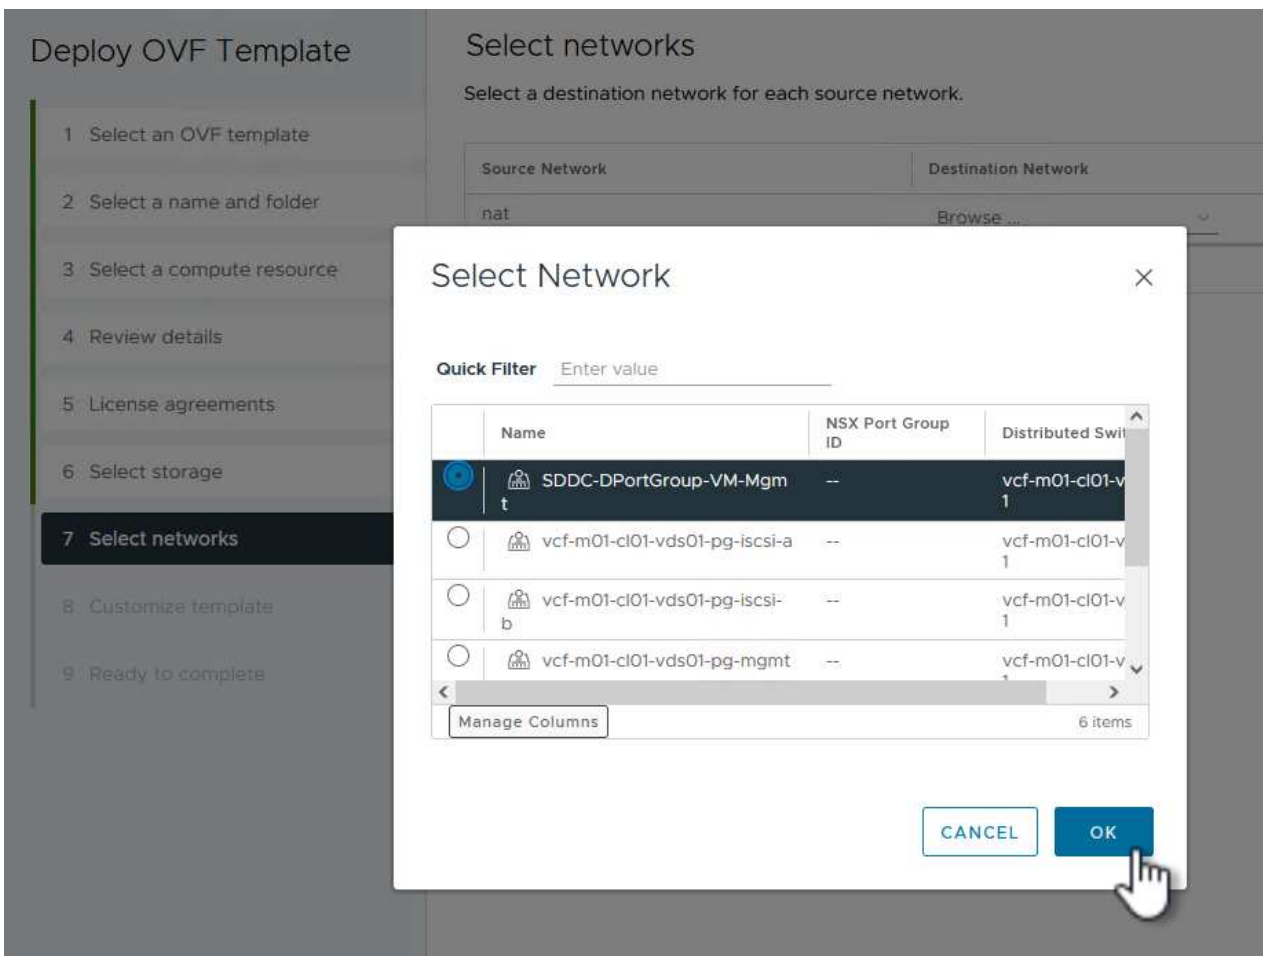 Deploy OVF Template
1 Select an OVF template
2 Select a name and folder
3 Select a compute resource
4 Review details
5 License agreements
6 Select storage
7 Select networks
8 Customize template
9 Ready to complete
Select networks
Select a destination network for each source network.
Source Network Destination Network
nat Browse ...
Select Network
Quick Filter Enter value
Name NSX Port Group ID Distributed Swi
SDDC-DPortGroup-VM-Mgm -- vcf-m01-cl01-v
t 1
vcf-m01-cl01-vds01-pg-iscsi-a -- vcf-m01-cl01-v
1
vcf-m01-cl01-vds01-pg-iscsi- -- vcf-m01-cl01-v
b 1
vcf-m01-cl01-vds01-pg-mgmt -- vcf-m01-cl01-v
Manage Columns 6 items
CANCEL OK